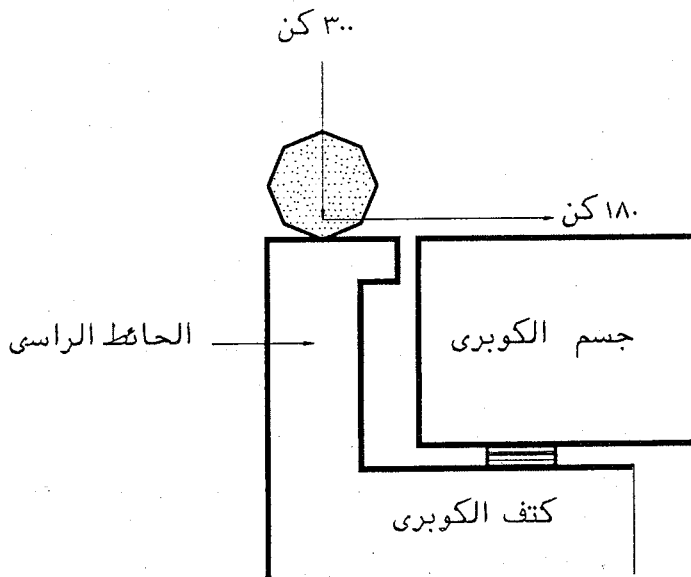 ٣٠٠ كن
١٨٠ كن
الحائط الراسى
جسم الكوبرى
كتف الكوبرى